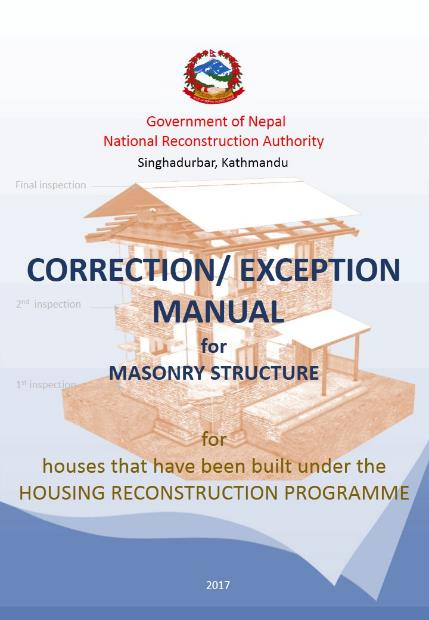 Government of Nepal
National Reconstruction Authority
Singhadurbar, Kathmandu
Final inspection
CORRECTION/ EXCEPTION
MANUAL
2nd inspection
for
MASONRY STRUCTURE
1st inspection
for
houses that have been built under the
HOUSING RECONSTRUCTION PROGRAMME
2017